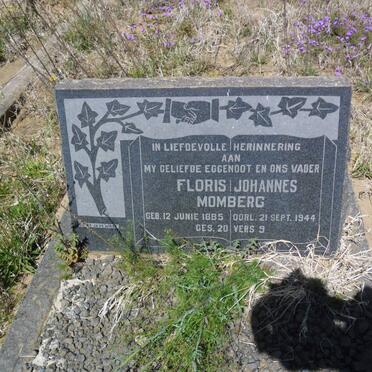 IN LIEFDEVOLLE HERINNERING
AAN
MY GELIEFDE EGGENOOT EN ONS VADER
FLORIS JOHANNES
MOMBERG
GEB. 12 JUNIE 1885 OORL. 21 SEPT. 1944
GES. 20 VERS 9